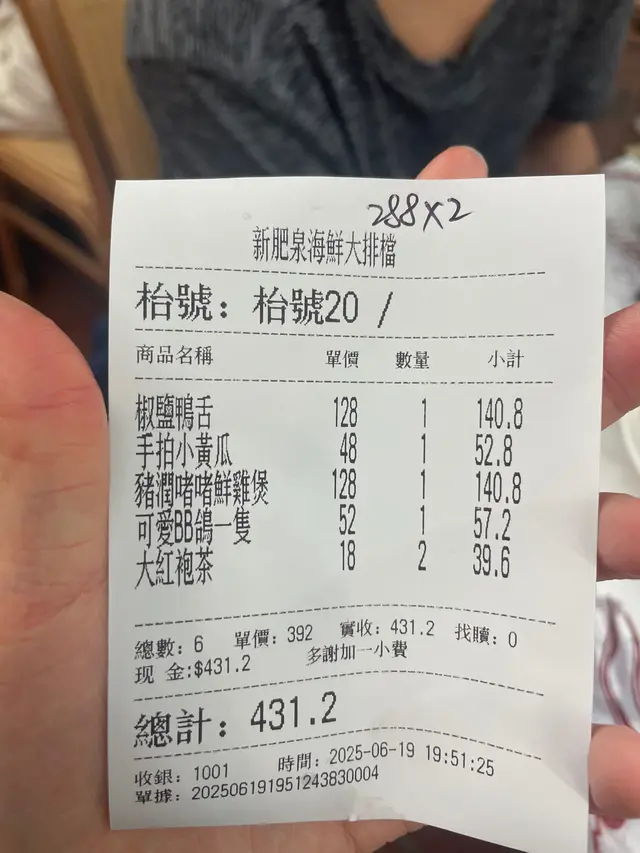 288x2
新肥泉海鮮大排檔
枱號：枱號20 /
商品名稱 單價 數量 小計
椒鹽鴨舌 128 1 140.8
手拍小黃瓜 48 1 52.8
豬潤啫啫鮮雞煲 128 1 140.8
可愛BB鴿一隻 52 1 57.2
大紅袍茶 18 2 39.6
總數：6 單價：392 實收：431.2 找贖：0
现 金:$431.2 多謝加一小費
總計：431.2
收銀：1001 時間：2025-06-19 19:51:25
單據：202506191951243830004